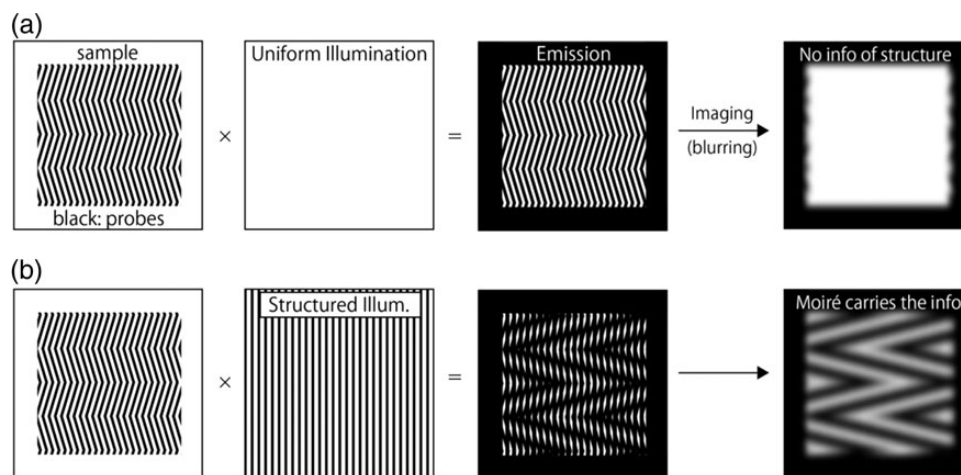 (a)
sample
Uniform Illumination
Emission
No info of structure
×
=
Imaging
(blurring)
black: probes
(b)
Structured Illum.
Moiré carries the info
×
=